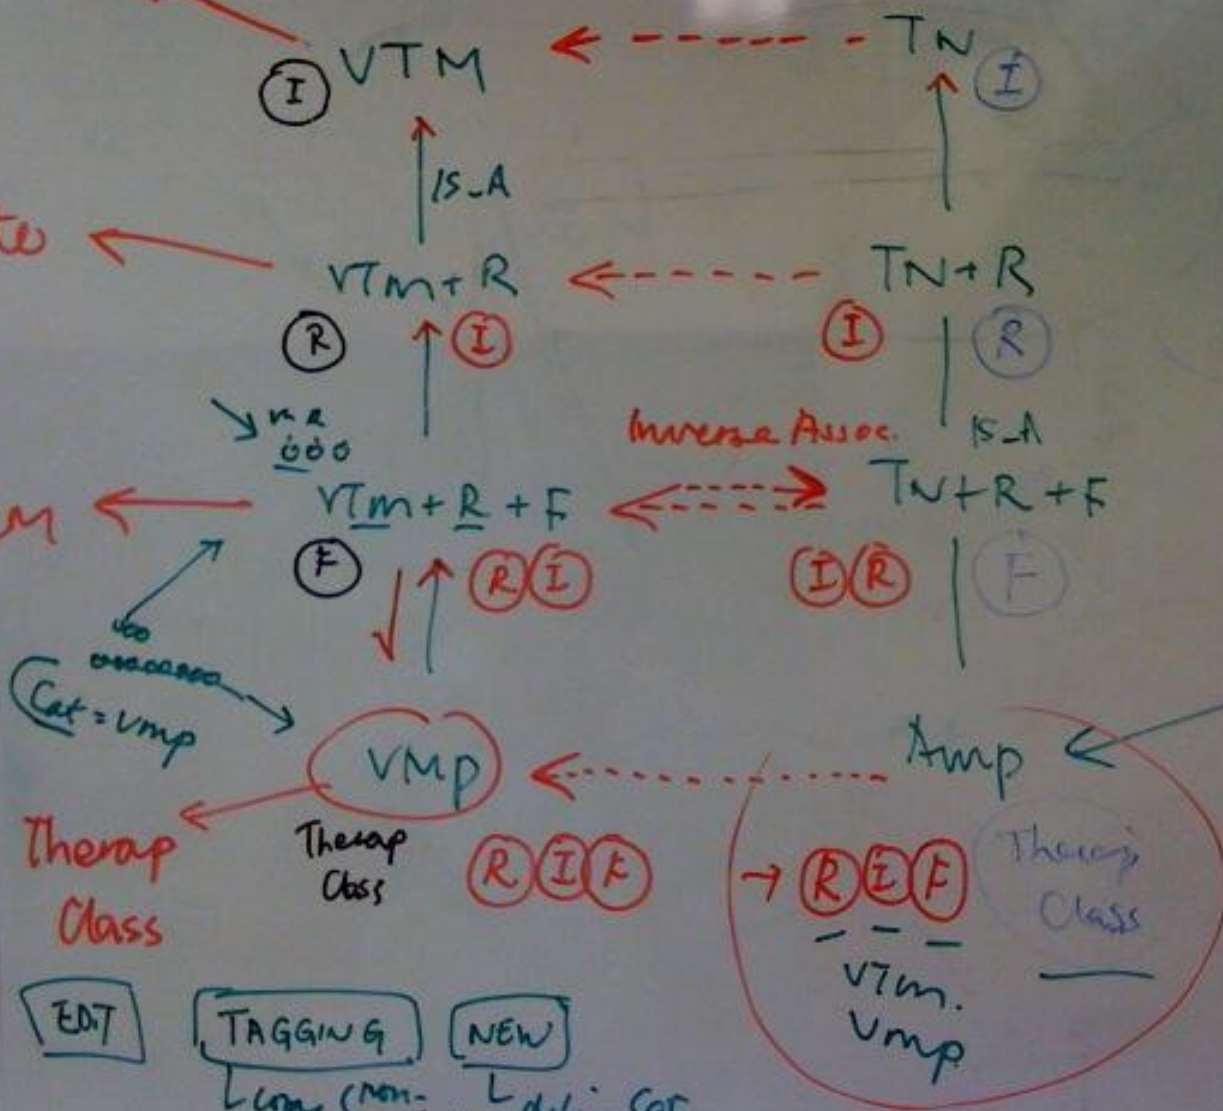 VTM TN
I I
IS_A
VTM+R TN+R
R I I R
Inverse Assoc. IS_A
VTM+R+F TN+R+F
F R I I R F
Cat = VMP
VMP AMP
Therap Class
Therap Class
R I F
→ R I F
Therap Class
VTM.
VMP
EDIT TAGGING NEW